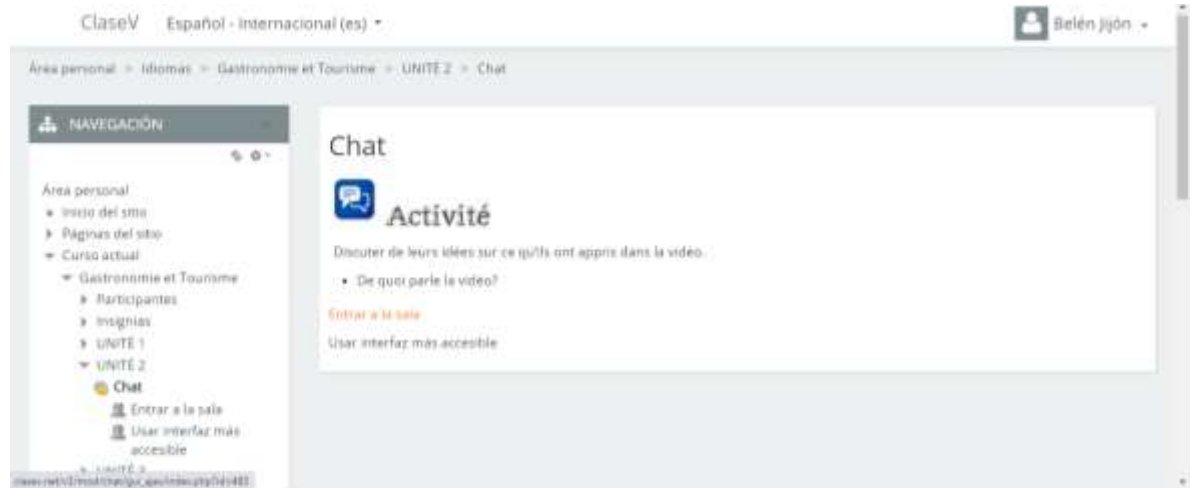 ClaseV Español - Internacional (es)
Belén Jijón
Área personal > Idiomas > Gastronomie et Tourisme > UNITÉ 2 > Chat
NAVEGACIÓN
Área personal
Inicio del sitio
Páginas del sitio
Curso actual
Gastronomie et Tourisme
Participantes
Insignias
UNITÉ 1
UNITÉ 2
Chat
Entrar a la sala
Usar interfaz más
accesible
Chat
Activité
Discuter de leurs idées sur ce qu'ils ont appris dans la vidéo.
• De quoi parle la video?
Entrar a la sala
Usar interfaz más accesible